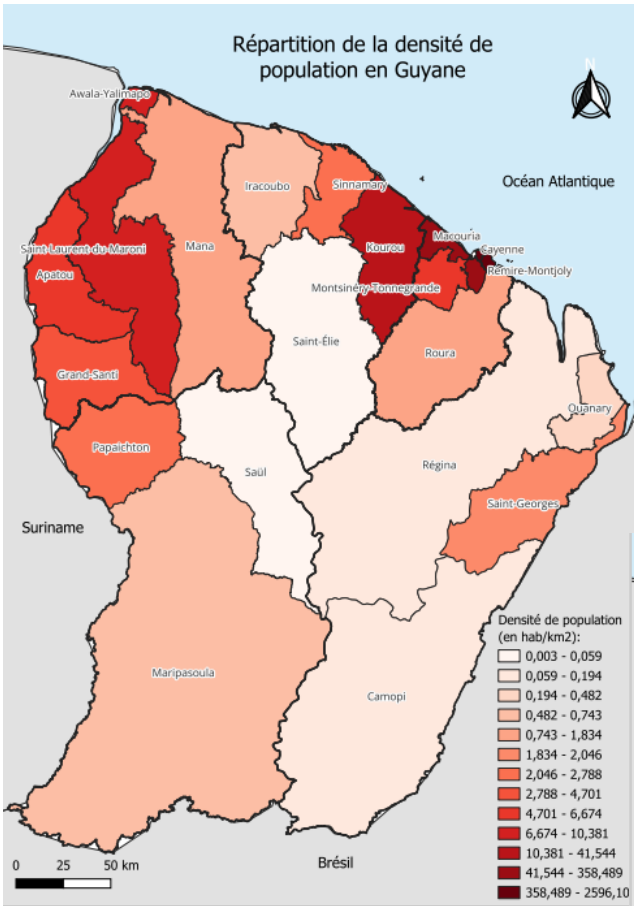 Répartition de la densité de
population en Guyane
N
Awala-Yalimapo
Océan Atlantique
Iracoubo
Sinnamary
Macouria
Saint-Laurent-du-Maroni
Mana
Kourou
Cayenne
Apatou
Rémire-Montjoly
Montsinéry-Tonnegrande
Saint-Élie
Roura
Grand-Santi
Ouanary
Papaichton
Saül
Régina
Saint-Georges
Suriname
Maripasoula
Camopi
Densité de population
(en hab/km2):
0,003 - 0,059
0,059 - 0,194
0,194 - 0,482
0,482 - 0,743
0,743 - 1,834
1,834 - 2,046
2,046 - 2,788
2,788 - 4,701
4,701 - 6,674
6,674 - 10,381
10,381 - 41,544
41,544 - 358,489
358,489 - 2596,10
0 25 50 km
Brésil